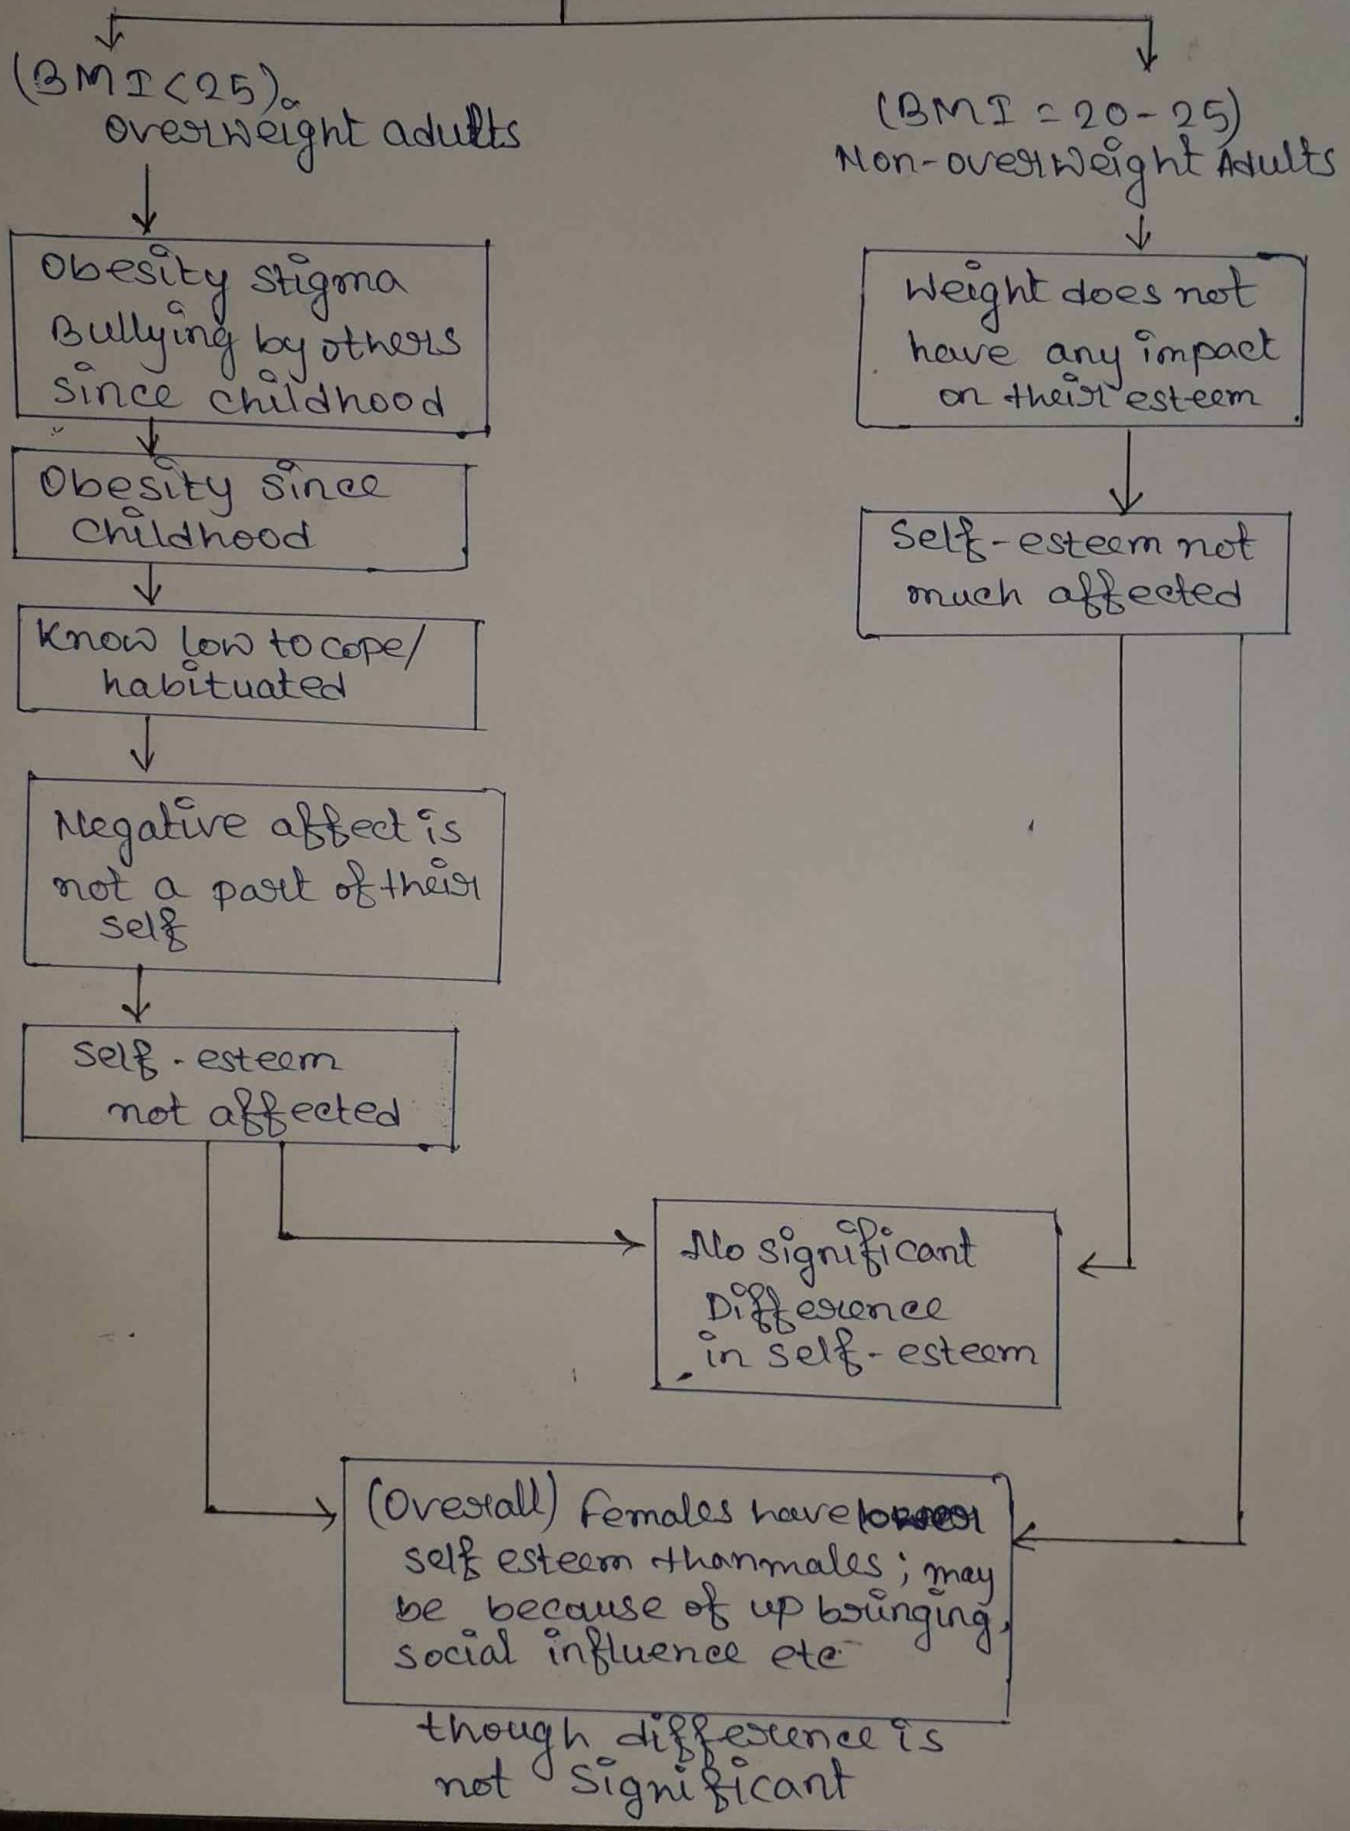 (BMI<25).
overweight adults
Obesity stigma
Bullying by others
since childhood
Obesity since
childhood
Know low to cope/
habituated
Negative affect is
not a part of their
self
Self-esteem
not affected
(BMI = 20-25)
Non-overweight Adults
Weight does not
have any impact
on their esteem
Self-esteem not
much affected
No significant
Difference
in self-esteem
(Overall) Females have lower
self esteem than males; may
be because of up bringing,
social influence etc
though difference is
not significant